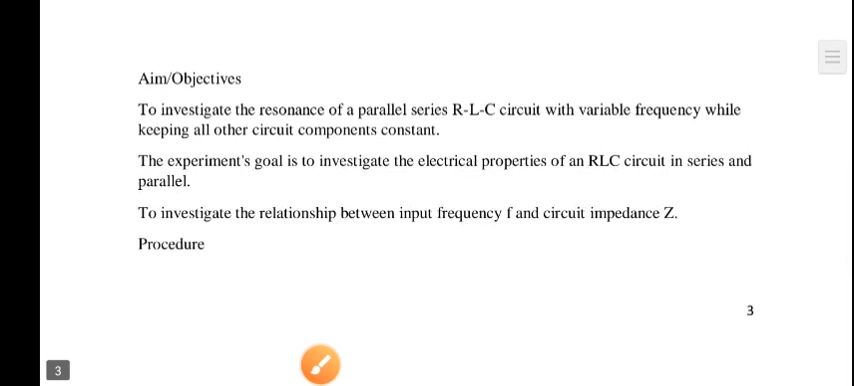 Aim/Objectives
To investigate the resonance of a parallel series R-L-C circuit with variable frequency while
keeping all other circuit components constant.
The experiment's goal is to investigate the electrical properties of an RLC circuit in series and
parallel.
To investigate the relationship between input frequency f and circuit impedance Z.
Procedure
3
3